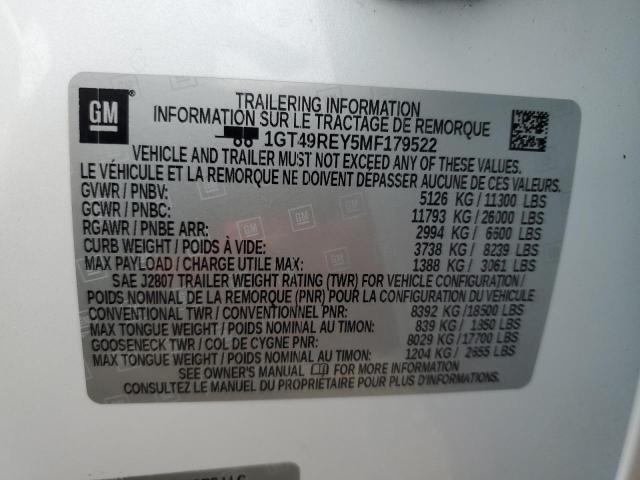 GM
TRAILERING INFORMATION
INFORMATION SUR LE TRACTAGE DE REMORQUE
1GT49REY5MF179522
VEHICLE AND TRAILER MUST NOT EXCEED ANY OF THESE VALUES.
LE VÉHICULE ET LA REMORQUE NE DOIVENT DÉPASSER AUCUNE DE CES VALEURS.
GVWR / PNBV: 5126 KG / 11300 LBS
GCWR / PNBC: 11793 KG / 26000 LBS
RGAWR / PNBE ARR: 2994 KG / 6600 LBS
CURB WEIGHT / POIDS À VIDE: 3738 KG / 8239 LBS
MAX PAYLOAD / CHARGE UTILE MAX: 1388 KG / 3061 LBS
SAE J2807 TRAILER WEIGHT RATING (TWR) FOR VEHICLE CONFIGURATION /
POIDS NOMINAL DE LA REMORQUE (PNR) POUR LA CONFIGURATION DU VÉHICULE
CONVENTIONAL TWR / CONVENTIONNEL PNR: 8392 KG /18500 LBS
MAX TONGUE WEIGHT / POIDS NOMINAL AU TIMON: 839 KG / 1850 LBS
GOOSENECK TWR / COL DE CYGNE PNR: 8029 KG /17700 LBS
MAX TONGUE WEIGHT / POIDS NOMINAL AU TIMON: 1204 KG / 2655 LBS
SEE OWNER'S MANUAL FOR MORE INFORMATION.
CONSULTEZ LE MANUEL DU PROPRIÉTAIRE POUR PLUS D'INFORMATIONS.